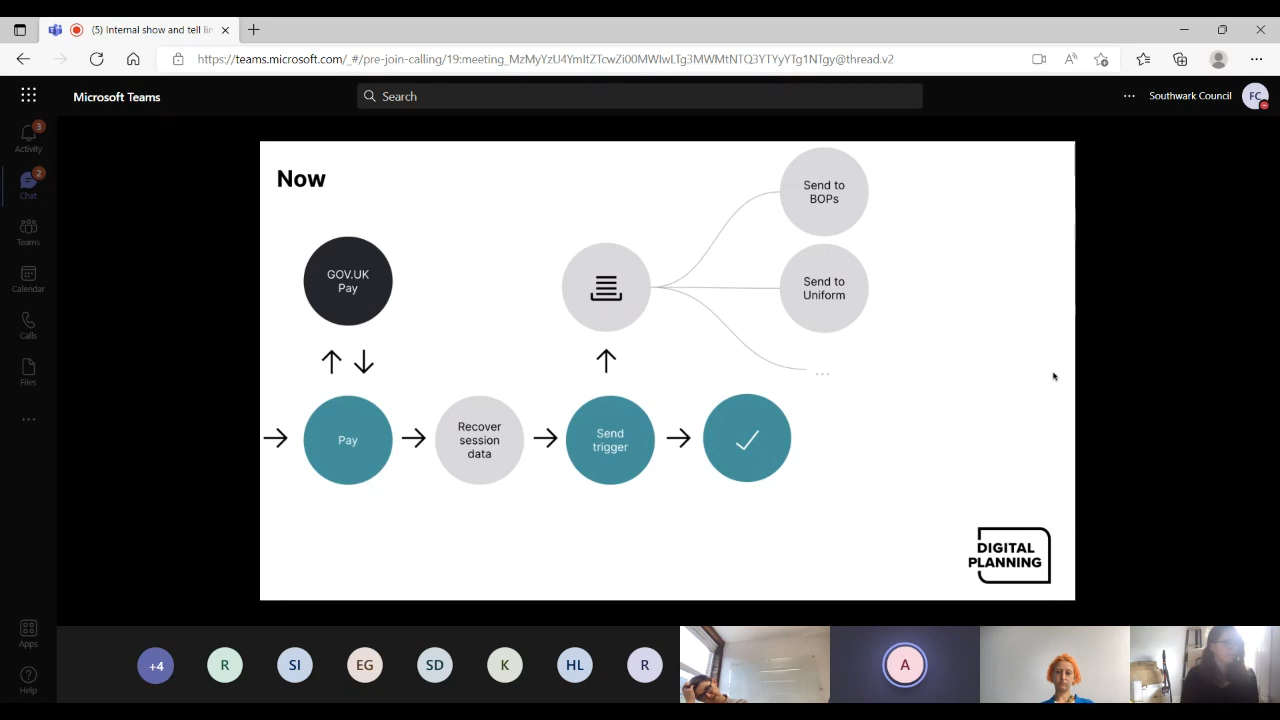 (5) Internal show and tell lin
https://teams.microsoft.com/_#/pre-join-calling/19:meeting_MzMyYzU4YmItZTcwZi00MWIwLTg3MWMtNTQ3YTYyYTg1NTgy@thread.v2
Microsoft Teams
Search
Southwark Council
FC
3
Activity
2
Chat
Teams
Calendar
Calls
Files
Apps
Help
Now
GOV.UK
Pay
Send to
BOPs
Send to
Uniform
...
Pay
Recover
session
data
Send
trigger
DIGITAL
PLANNING
+4
R
SI
EG
SD
K
HL
R
A